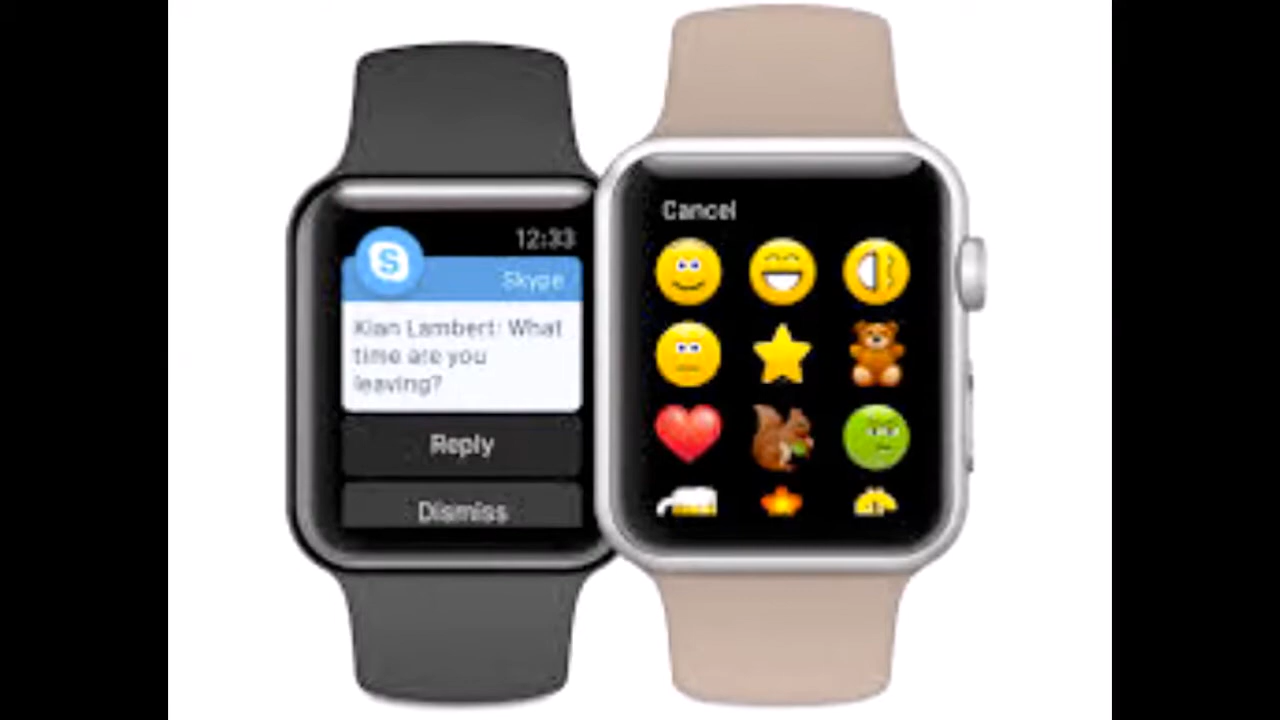 12:33
S
Skype
Kian Lambert: What
time are you
leaving?
Reply
Dismiss
Cancel